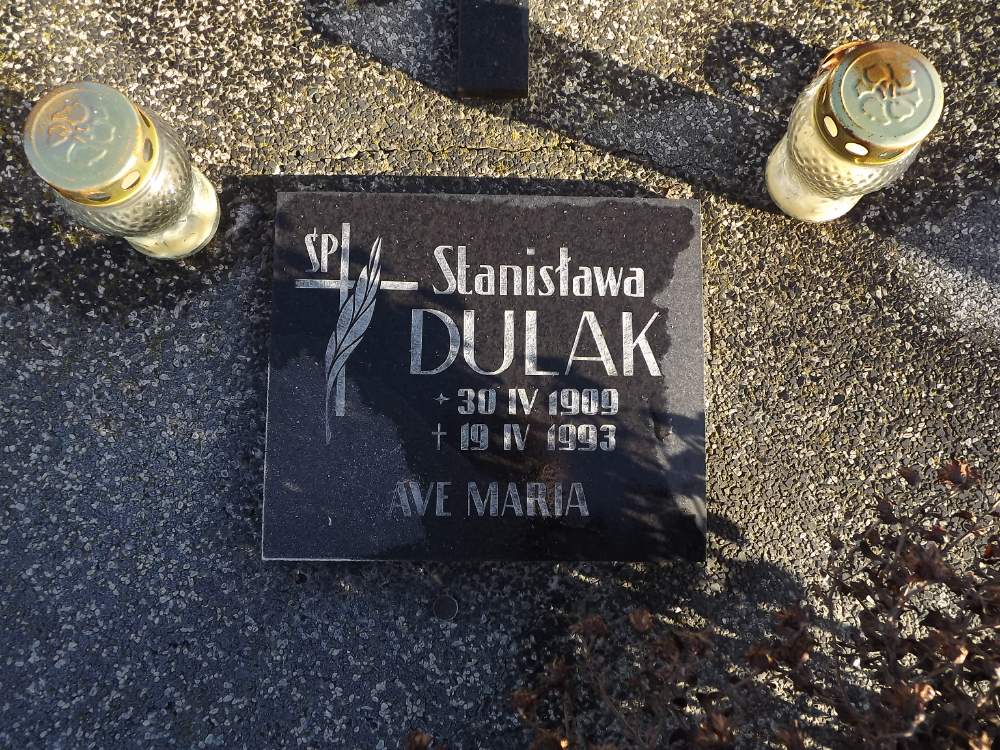 ŚP
Stanisława
DULAK
* 30 IV 1909
+ 19 IV 1993
AVE MARIA